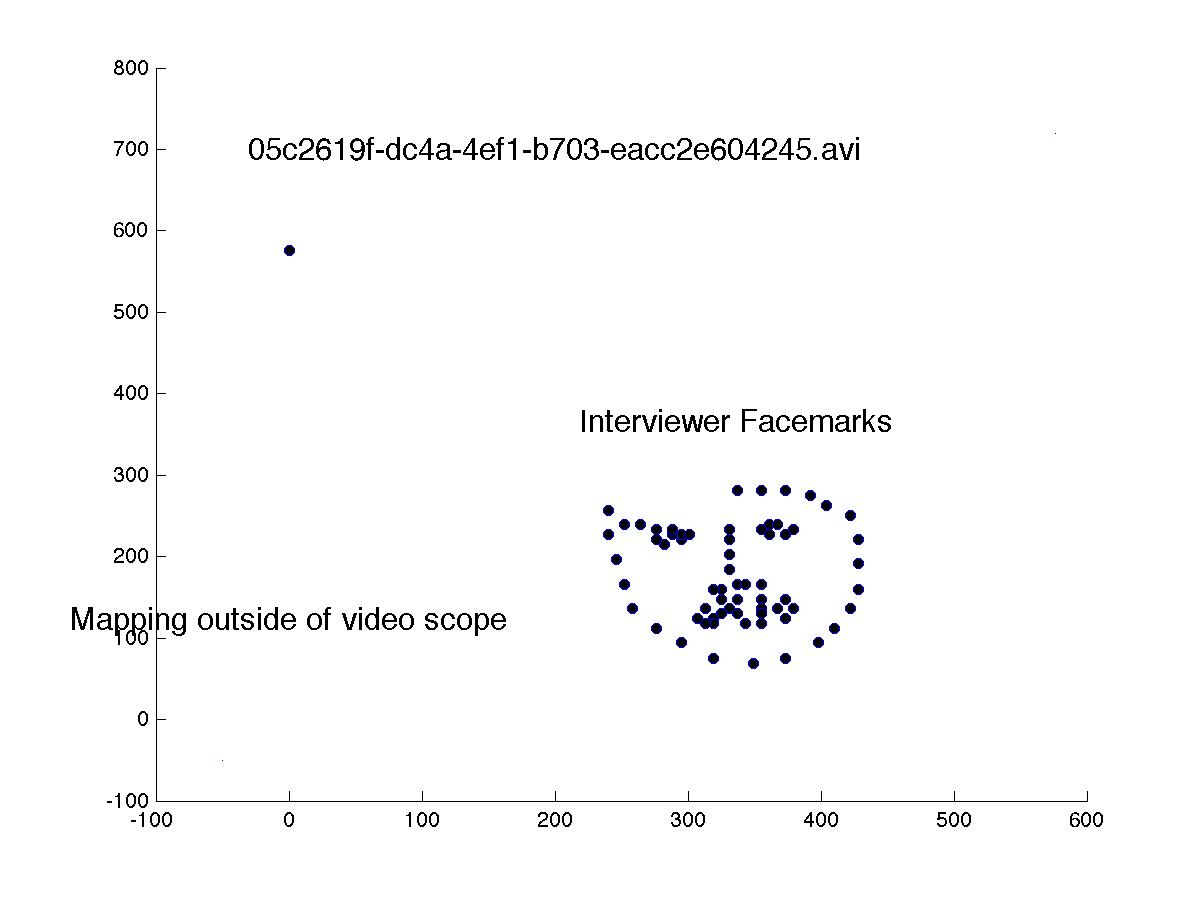 800
700
05c2619f-dc4a-4ef1-b703-eacc2e604245.avi
600
500
400
Interviewer Facemarks
300
200
Mapping outside of video scope
100
0
-100
-100 0 100 200 300 400 500 600